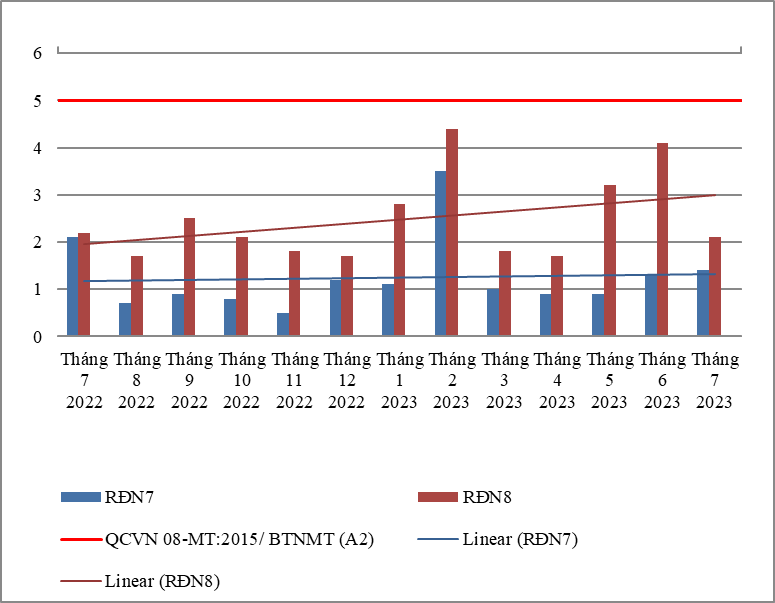 6
5
4
3
2
1
0
Tháng Tháng Tháng Tháng Tháng Tháng Tháng Tháng Tháng Tháng Tháng Tháng Tháng
7 8 9 10 11 12 1 2 3 4 5 6 7
2022 2022 2022 2022 2022 2022 2023 2023 2023 2023 2023 2023 2023
RĐN7 RĐN8
QCVN 08-MT:2015/ BTNMT (A2) Linear (RĐN7)
Linear (RĐN8)